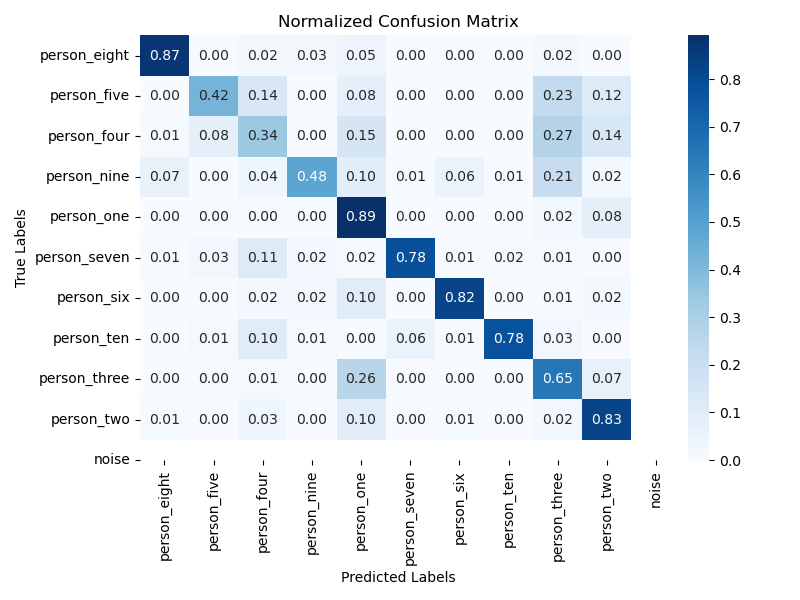 Normalized Confusion Matrix
True Labels
person_eight 0.87 0.00 0.02 0.03 0.05 0.00 0.00 0.00 0.02 0.00
person_five 0.00 0.42 0.14 0.00 0.08 0.00 0.00 0.00 0.23 0.12
person_four 0.01 0.08 0.34 0.00 0.15 0.00 0.00 0.00 0.27 0.14
person_nine 0.07 0.00 0.04 0.48 0.10 0.01 0.06 0.01 0.21 0.02
person_one 0.00 0.00 0.00 0.00 0.89 0.00 0.00 0.00 0.02 0.08
person_seven 0.01 0.03 0.11 0.02 0.02 0.78 0.01 0.02 0.01 0.00
person_six 0.00 0.00 0.02 0.02 0.10 0.00 0.82 0.00 0.01 0.02
person_ten 0.00 0.01 0.10 0.01 0.00 0.06 0.01 0.78 0.03 0.00
person_three 0.00 0.00 0.01 0.00 0.26 0.00 0.00 0.00 0.65 0.07
person_two 0.01 0.00 0.03 0.00 0.10 0.00 0.01 0.00 0.02 0.83
noise
person_eight person_five person_four person_nine person_one person_seven person_six person_ten person_three person_two noise
Predicted Labels
0.8
0.7
0.6
0.5
0.4
0.3
0.2
0.1
0.0